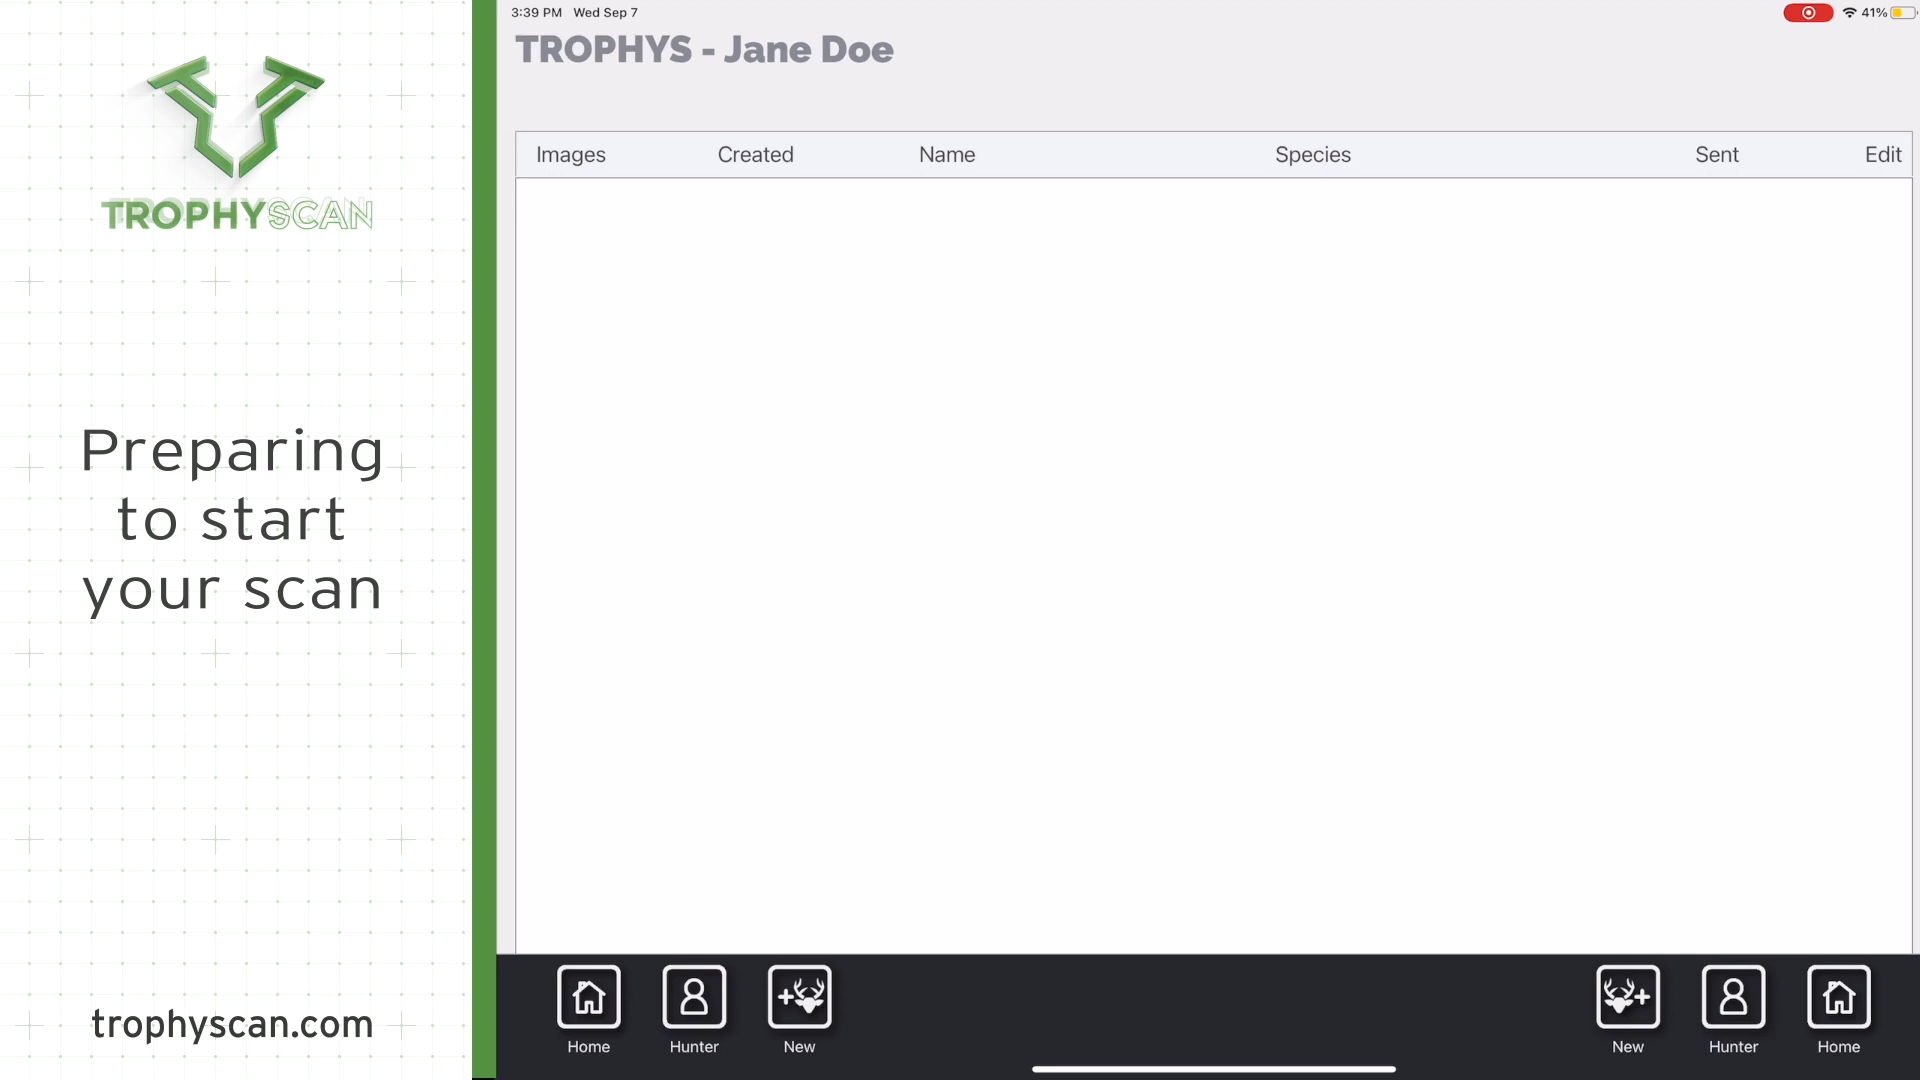 TROPHYSCAN
Preparing
to start
your scan
trophyscan.com
3:39 PM Wed Sep 7
41%
TROPHYS - Jane Doe
Images Created Name Species Sent Edit
Home Hunter New New Hunter Home